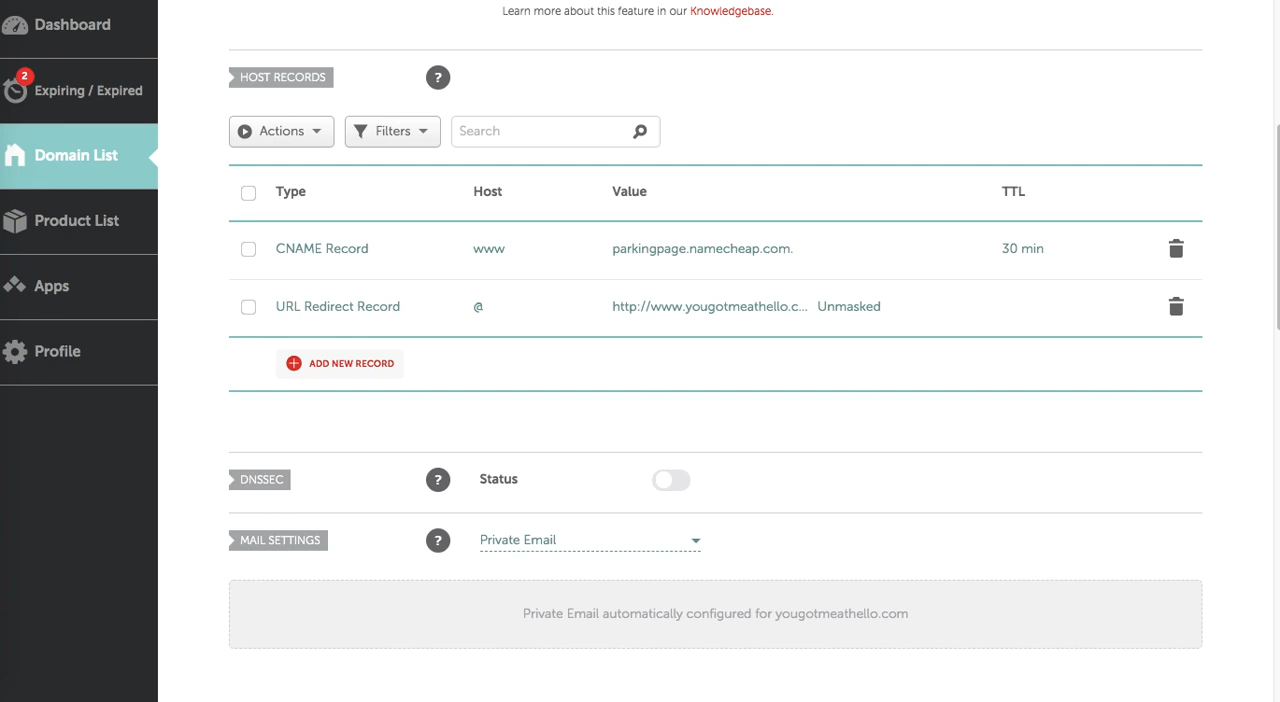 Learn more about this feature in our Knowledgebase.
Dashboard
2
Expiring / Expired
Domain List
Product List
Apps
Profile
HOST RECORDS ?
Actions Filters Search
Type Host Value TTL
CNAME Record www parkingpage.namecheap.com. 30 min
URL Redirect Record @ http://www.yougotmeathello.c... Unmasked
ADD NEW RECORD
DNSSEC ? Status
MAIL SETTINGS ? Private Email
Private Email automatically configured for yougotmeathello.com